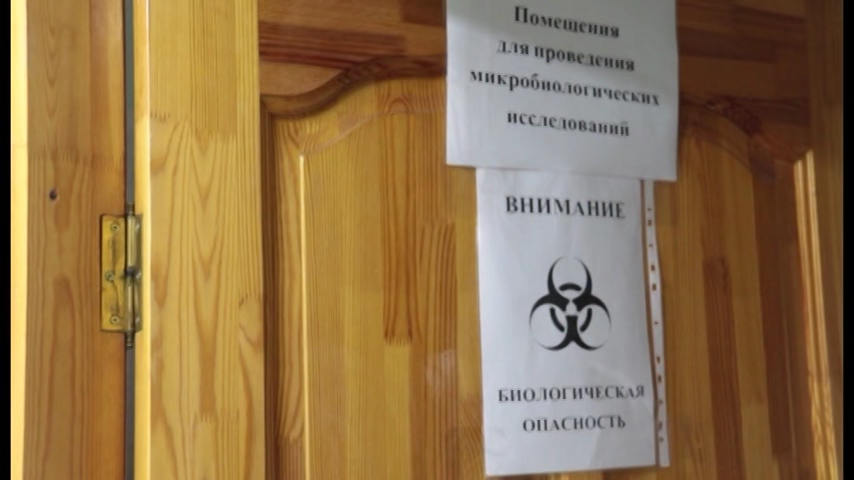 Помещения
для проведения
микробиологических
исследований
ВНИМАНИЕ
БИОЛОГИЧЕСКАЯ
ОПАСНОСТЬ